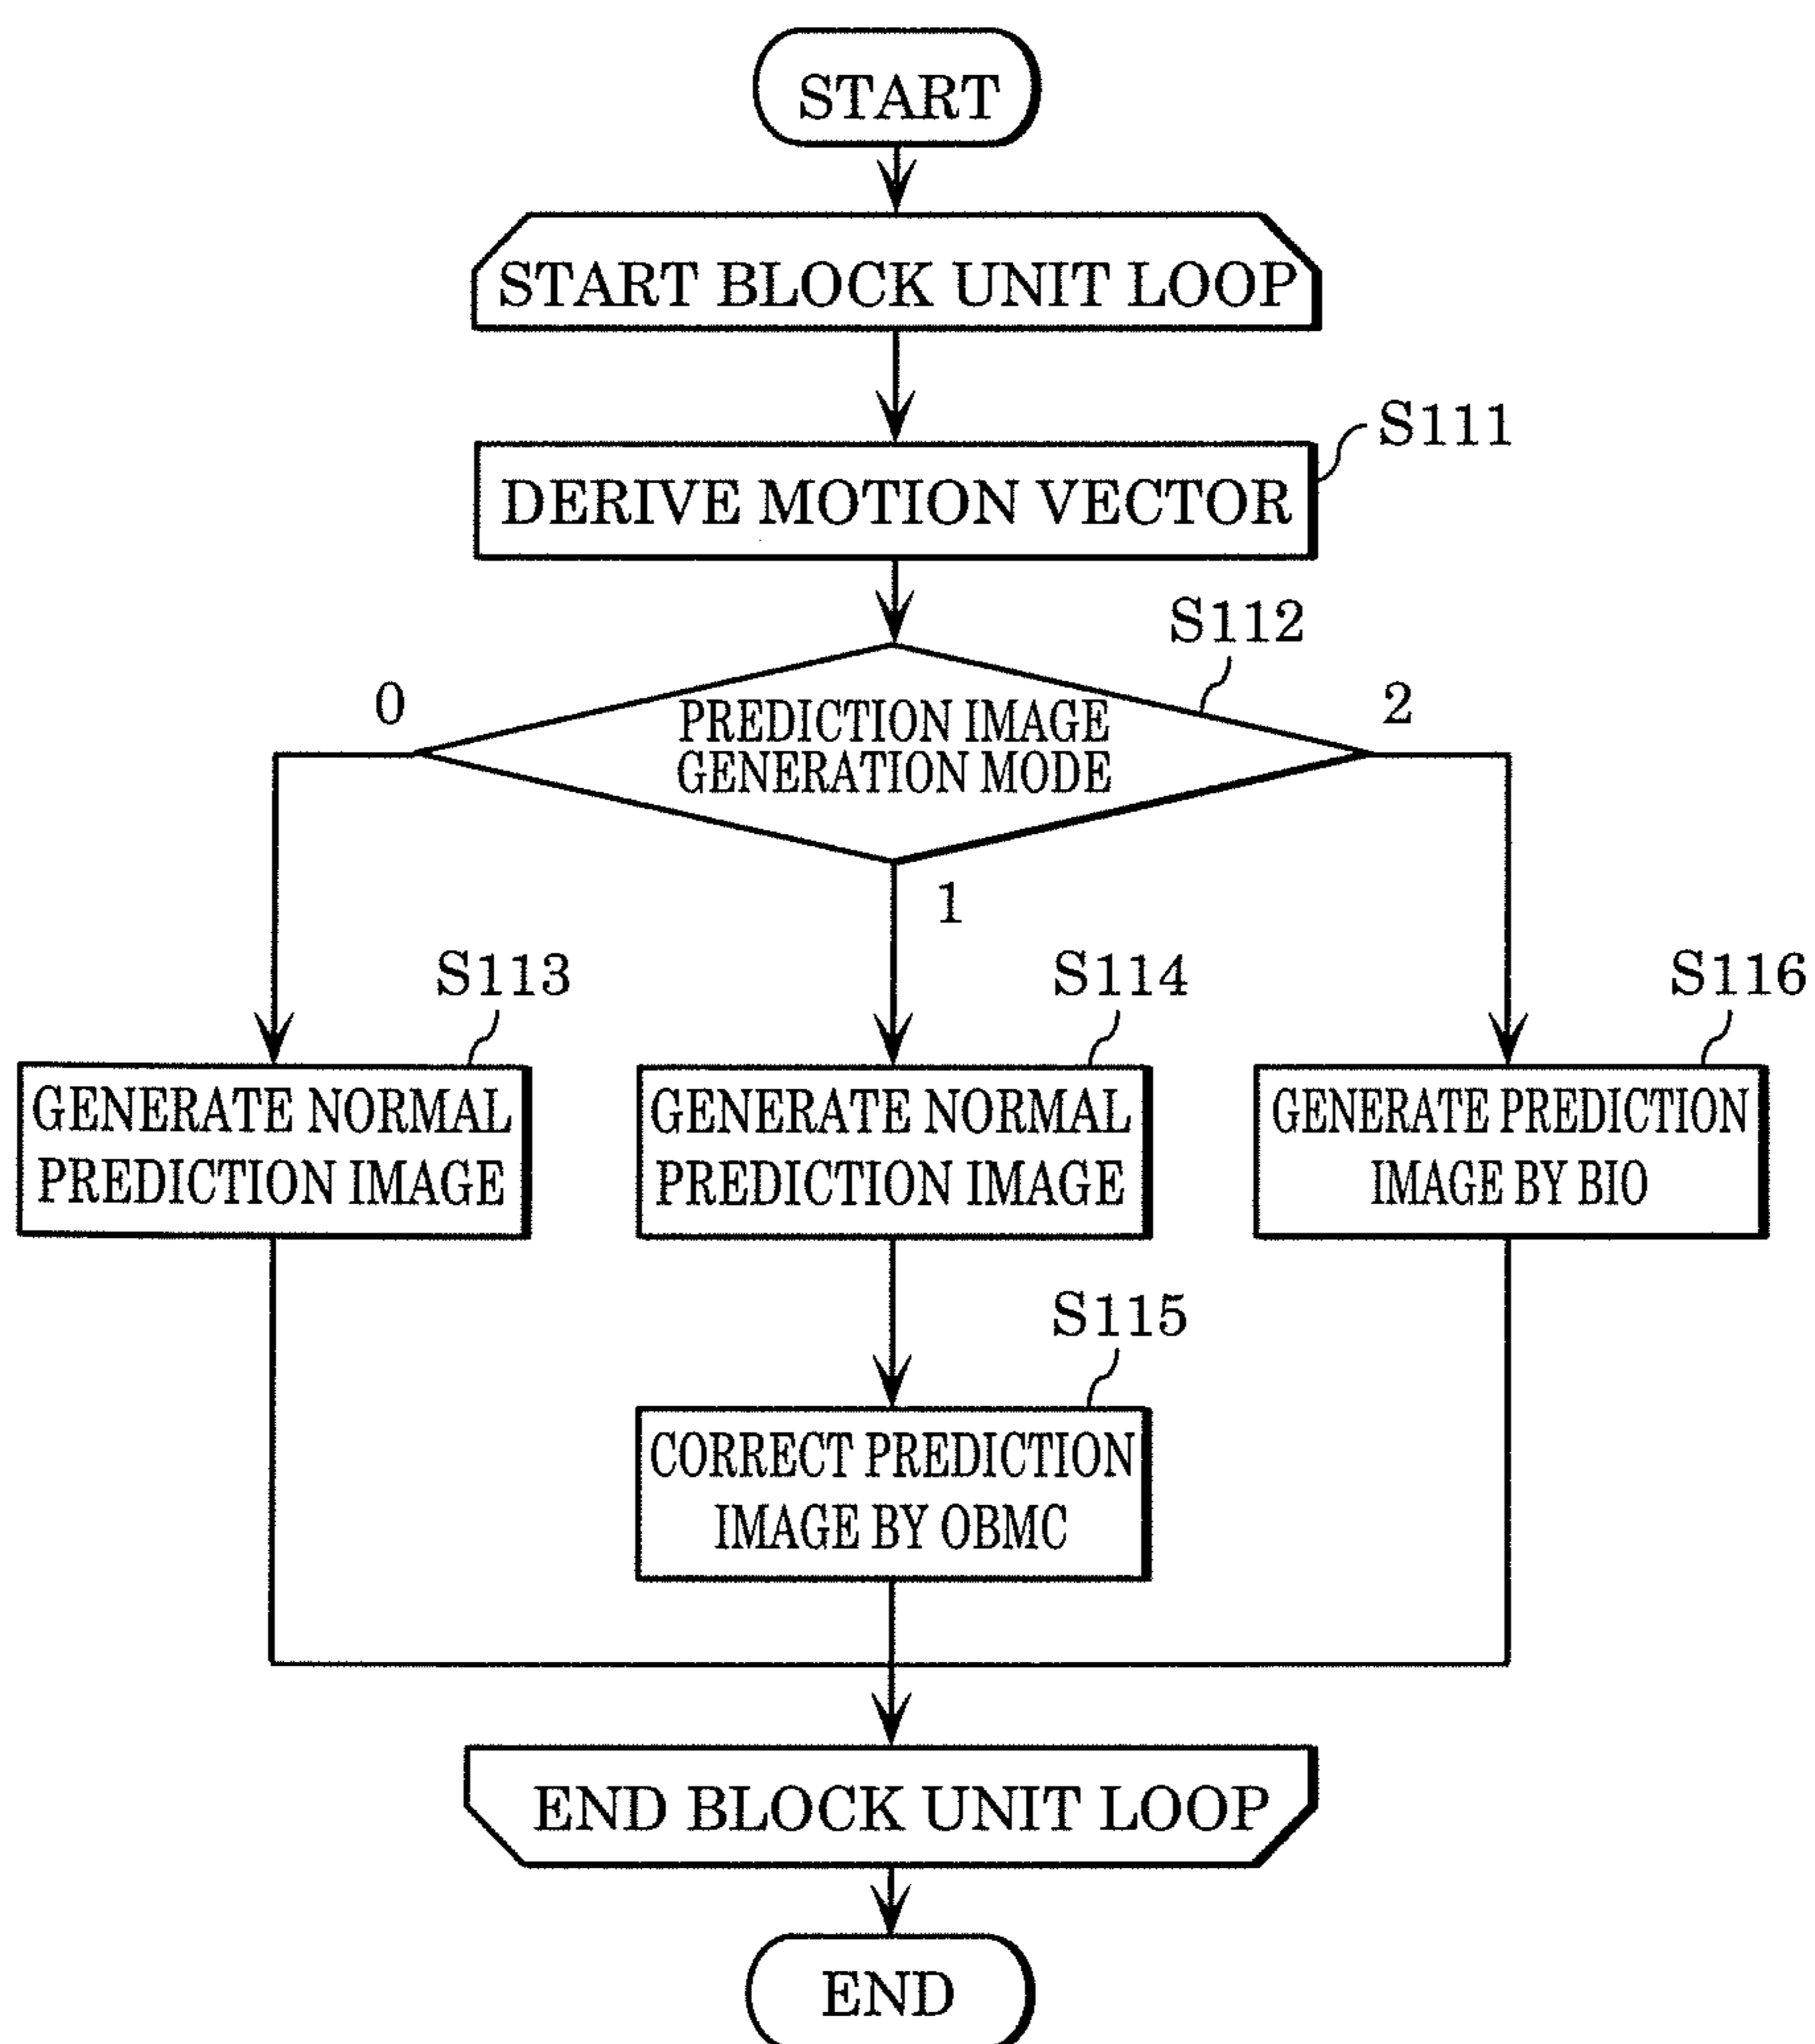 START
START BLOCK UNIT LOOP
S111
DERIVE MOTION VECTOR
S112
0
2
PREDICTION IMAGE
GENERATION MODE
1
S113
S114
S116
GENERATE NORMAL
PREDICTION IMAGE
GENERATE NORMAL
PREDICTION IMAGE
GENERATE PREDICTION
IMAGE BY BIO
S115
CORRECT PREDICTION
IMAGE BY OBMC
END BLOCK UNIT LOOP
END